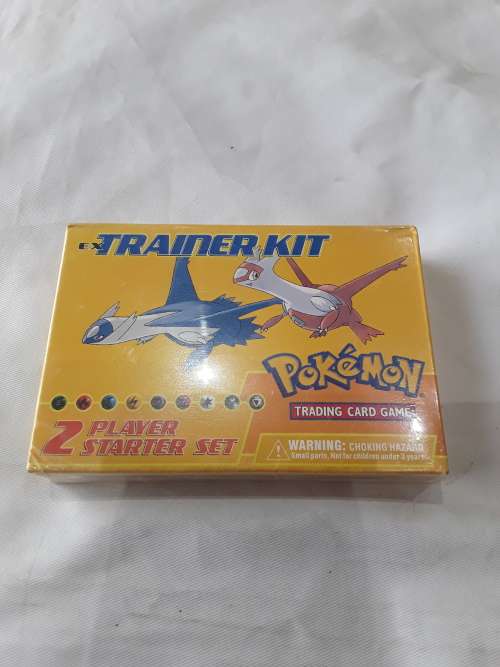 EX TRAINER KIT
POKéMON
TRADING CARD GAME
2 PLAYER
STARTER SET
WARNING: CHOKING HAZARD
Small parts, Not for children under 3 years